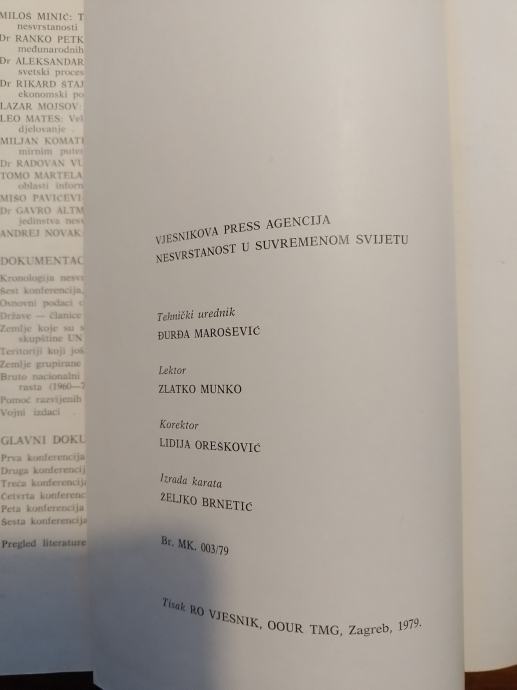 MILOŠ MINIĆ: T
nesvrstanosti
Dr RANKO PETK
međunarodnih
Dr ALEKSANDAR
svetski proces
Dr RIKARD ŠTAJ
ekonomski po
LAZAR MOJSOV:
LEO MATES: Vel
djelovanje .
MILJAN KOMATI
mirnim putem
Dr RADOVAN VU
TOMO MARTELA
oblasti inform
MIŠO PAVIĆEVI
Dr GAVRO ALTM
jedinstva nesv
ANDREJ NOVAK:
DOKUMENTAC
Kronologija nesvr
Šest konferencija,
Osnovni podaci o
Države — članice
Zemlje koje su s
skupštine UN
Teritoriji koji još
Zemlje grupirane
Bruto nacionalni
rasta (1960—7
Pomoć razvijenih
Vojni izdaci .
GLAVNI DOKU
Prva konferencija
Druga konferencij
Treća konferencija
Četvrta konferenc
Peta konferencija
Šesta konferencija
Pregled literature
VJESNIKOVA PRESS AGENCIJA
NESVRSTANOST U SUVREMENOM SVIJETU
Tehnički urednik
ĐURĐA MAROŠEVIĆ
Lektor
ZLATKO MUNKO
Korektor
LIDIJA OREŠKOVIĆ
Izrada karata
ŽELJKO BRNETIĆ
Br. MK. 003/79
Tisak RO VJESNIK, OOUR TMG, Zagreb, 1979.